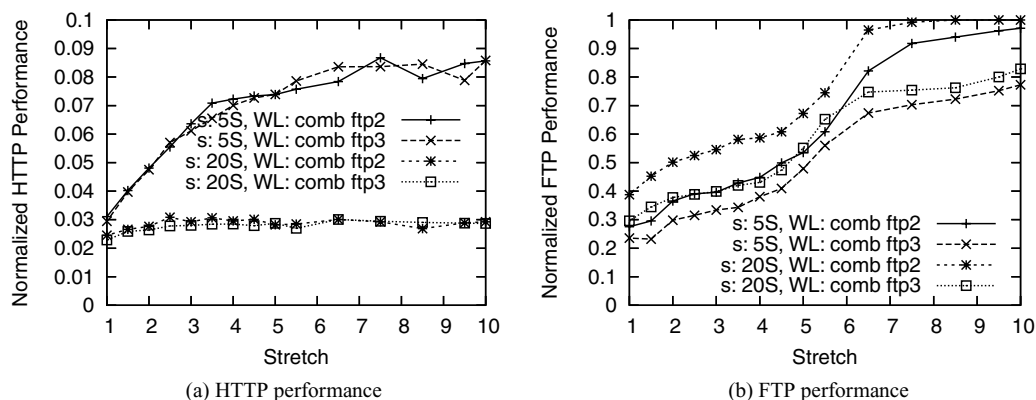 Normalized HTTP Performance
0.1
0.09
0.08
0.07
0.06
0.05
0.04
0.03
0.02
0.01
0
s: 5S, WL: comb ftp2
s: 5S, WL: comb ftp3
s: 20S, WL: comb ftp2
s: 20S, WL: comb ftp3
1 2 3 4 5 6 7 8 9 10
Stretch
(a) HTTP performance
Normalized FTP Performance
1
0.9
0.8
0.7
0.6
0.5
0.4
0.3
0.2
0.1
0
s: 5S, WL: comb ftp2
s: 5S, WL: comb ftp3
s: 20S, WL: comb ftp2
s: 20S, WL: comb ftp3
1 2 3 4 5 6 7 8 9 10
Stretch
(b) FTP performance